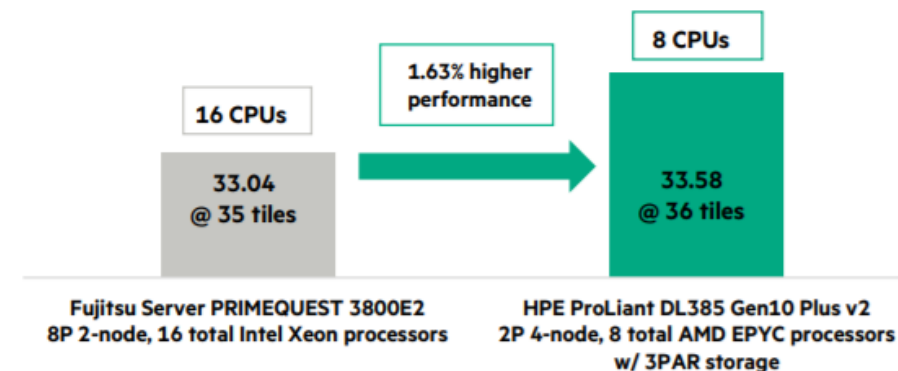 8 CPUs
1.63% higher
performance
16 CPUs
33.04
@ 35 tiles
33.58
@ 36 tiles
Fujitsu Server PRIMEQUEST 3800E2
8P 2-node, 16 total Intel Xeon processors
HPE ProLiant DL385 Gen10 Plus v2
2P 4-node, 8 total AMD EPYC processors
w/ 3PAR storage